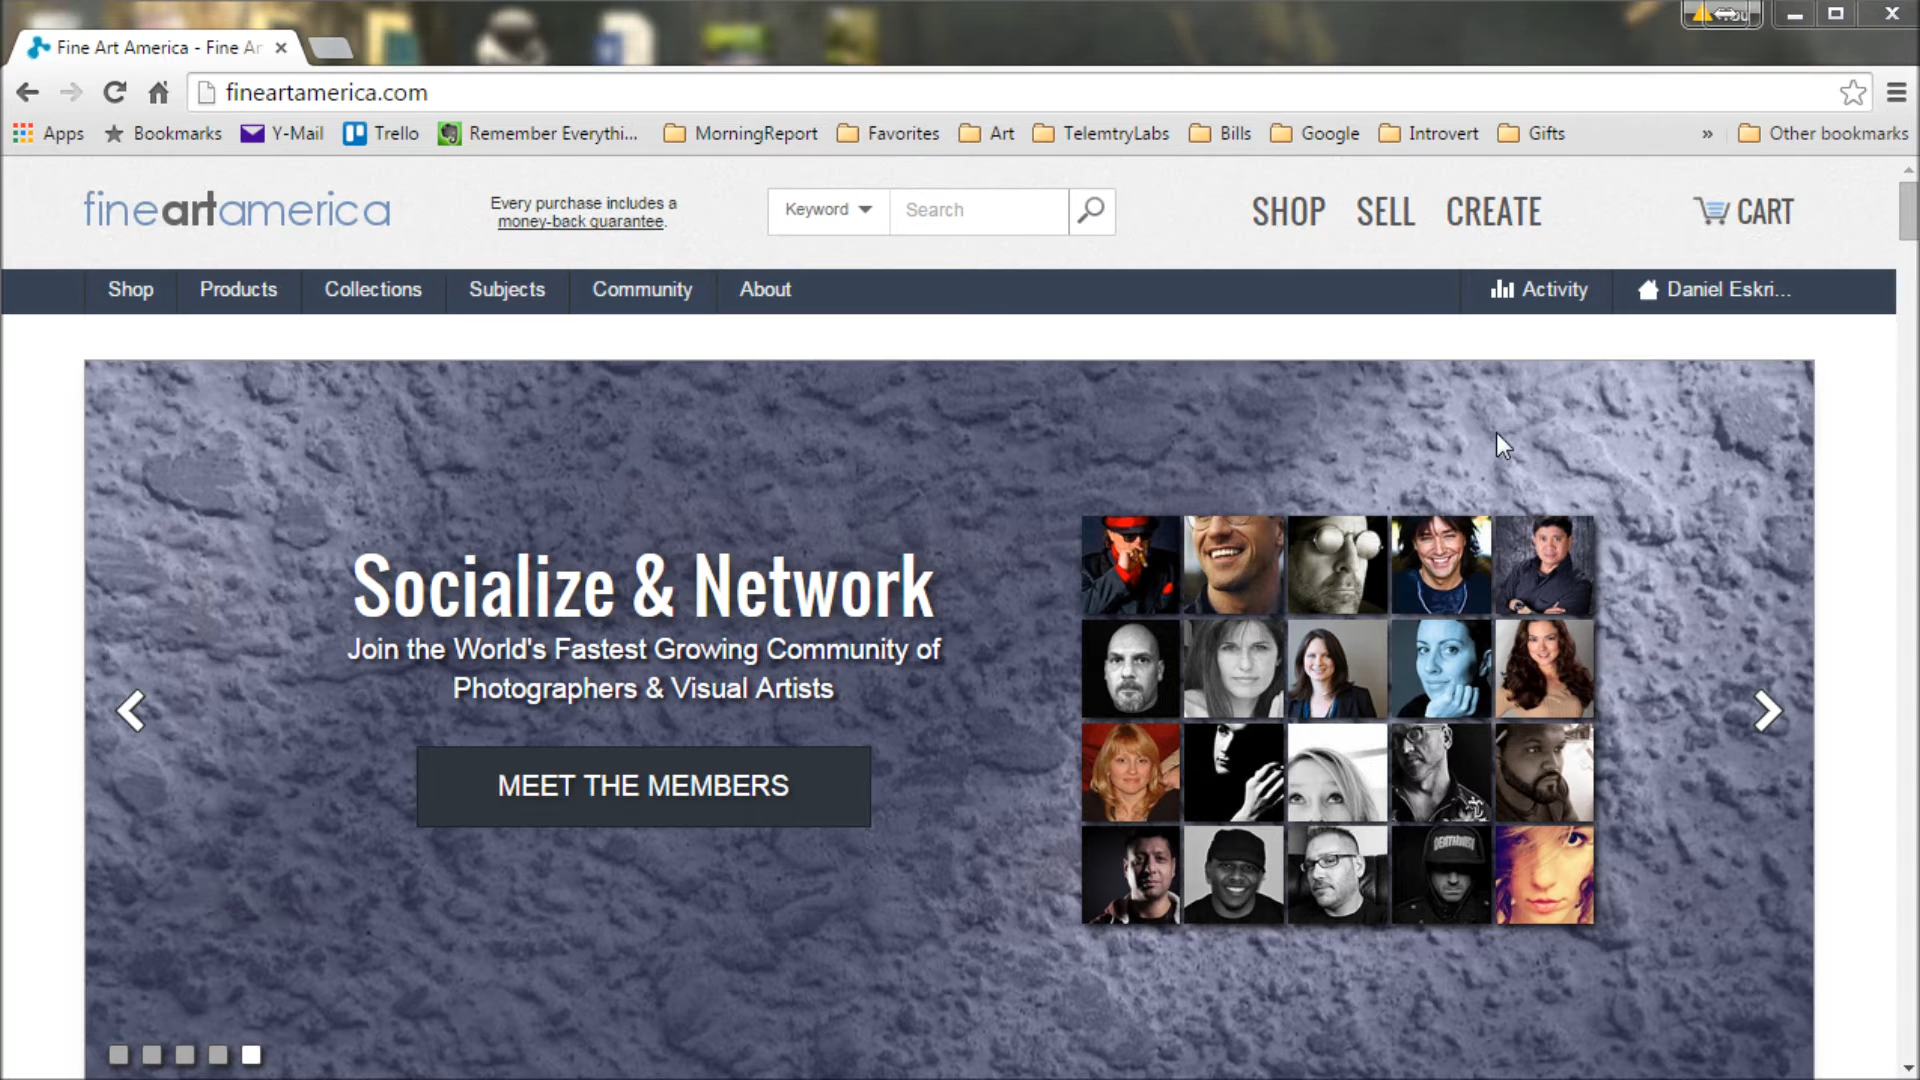 Fine Art America - Fine Ar
fineartamerica.com
Apps Bookmarks Y-Mail Trello Remember Everythi... MorningReport Favorites Art TelemtryLabs Bills Google Introvert Gifts » Other bookmarks
fineartamerica
Every purchase includes a
money-back guarantee.
Keyword Search
SHOP SELL CREATE CART
Shop Products Collections Subjects Community About Activity Daniel Eskri...
Socialize & Network
Join the World's Fastest Growing Community of
Photographers & Visual Artists
MEET THE MEMBERS